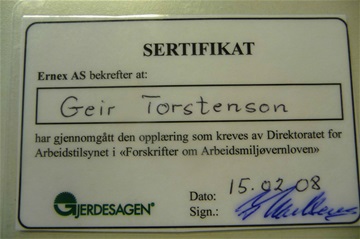 SERTIFIKAT
Ernex AS bekrefter at:
Geir Torstenson
har gjennomgått den opplæring som kreves av Direktoratet for
Arbeidstilsynet i «Forskrifter om Arbeidsmiljøvernloven»
GJERDESAGEN®
Dato: 15.02.08
Sign.: